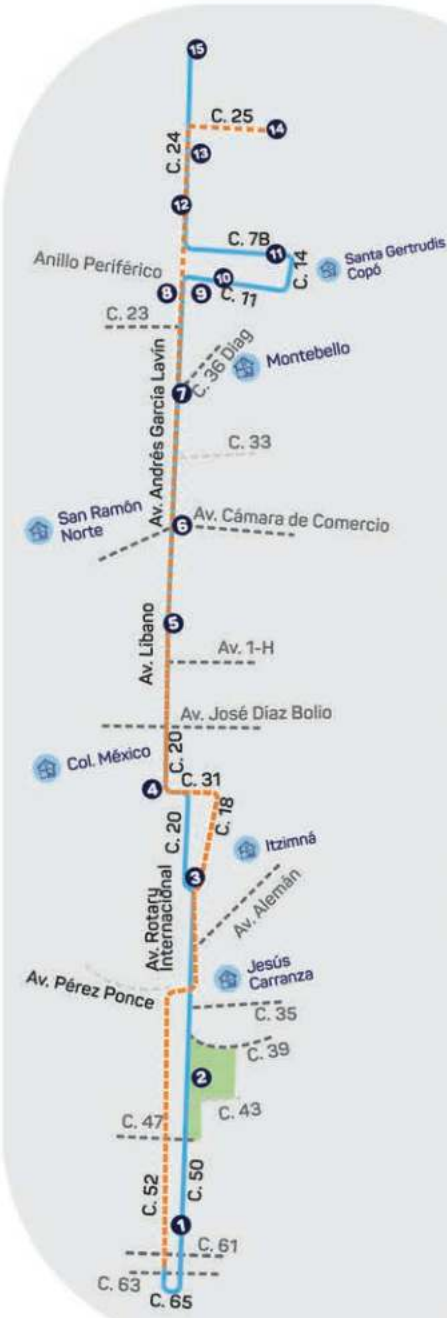 15
C. 25
14
C. 24
13
12
C. 7B
11
C. 14
Santa Gertrudis
Copó
Anillo Periférico
10
8
9
C. 11
C. 23
C. 36 Diag
Montebello
7
Av. Andrés García Lavín
C. 33
San Ramón
Norte
6
Av. Cámara de Comercio
5
Av. Líbano
Av. 1-H
Av. José Díaz Bolio
C. 20
Col. México
C. 31
4
C. 20
C. 18
Itzimná
3
Av. Rotary
Internacional
Av. Alemán
Jesús
Carranza
Av. Pérez Ponce
C. 35
C. 39
2
C. 43
C. 47
C. 52
C. 50
1
C. 61
C. 63
C. 65